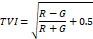 TVI = √((R − G)/(R + G) + 0.5)